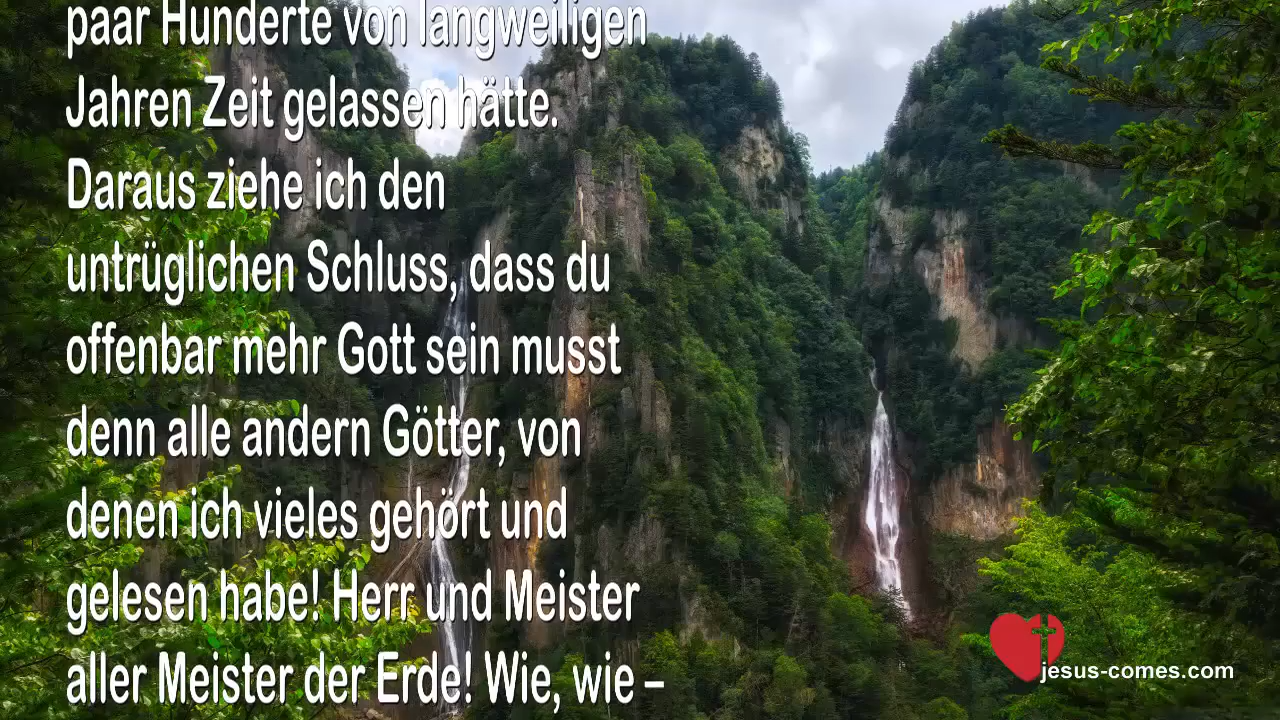 paar Hunderte von langweiligen
Jahren Zeit gelassen hätte.
Daraus ziehe ich den
untrüglichen Schluss, dass du
offenbar mehr Gott sein musst
denn alle andern Götter, von
denen ich vieles gehört und
gelesen habe! Herr und Meister
aller Meister der Erde! Wie, wie –
jesus-comes.com